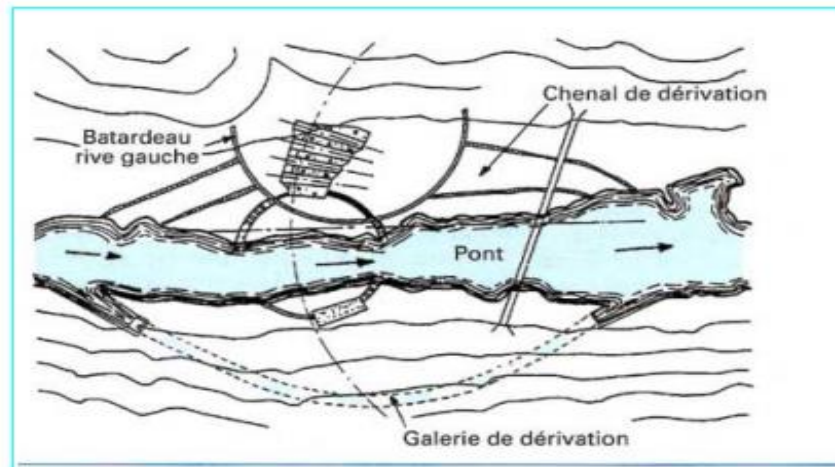 Chenal de dérivation
Batardeau
rive gauche
Pont
Galerie de dérivation